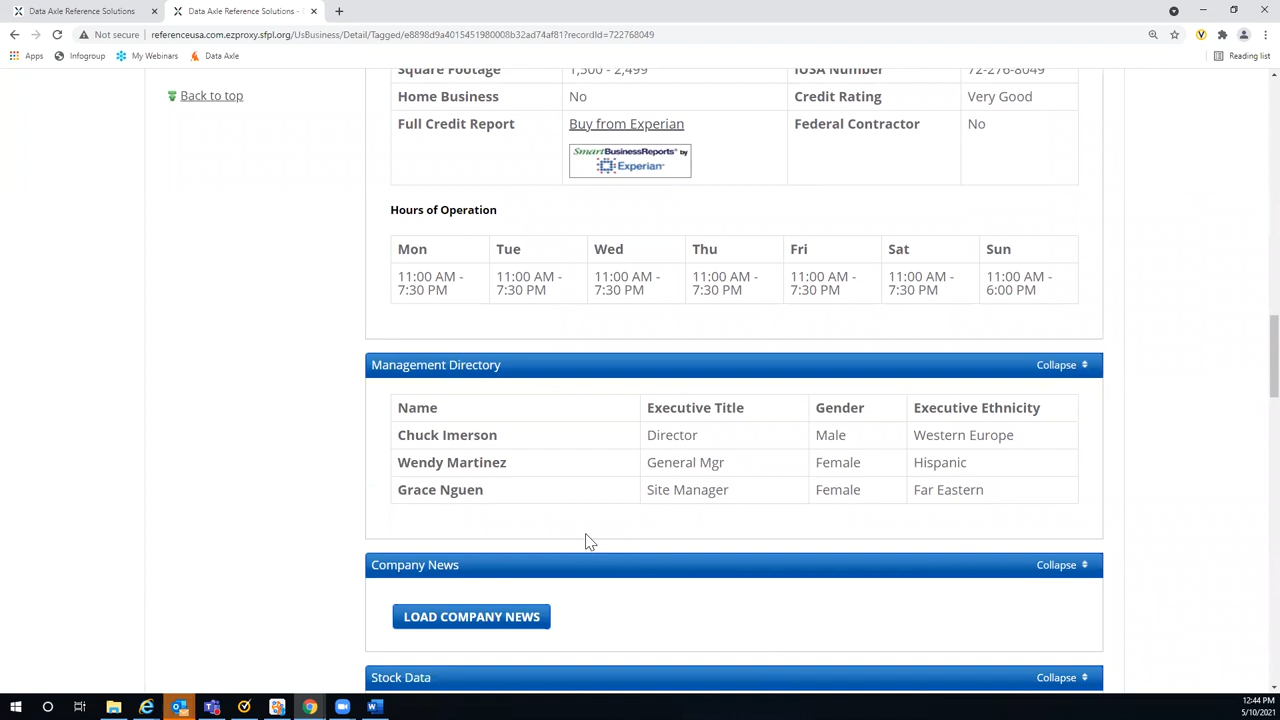 Data Axle Reference Solutions
Data Axle Reference Solutions -
Not secure
referenceusa.com.ezproxy.sfpl.org/UsBusiness/Detail/Tagged/e8898d9a4015451980008b32ad74af81?recordId=722768049
Apps
Infogroup
My Webinars
Data Axle
Reading list
Back to top
Square Footage 1,500 - 2,499 IUSA Number 72-276-8049
Home Business No Credit Rating Very Good
Full Credit Report Buy from Experian Federal Contractor No
SmartBusinessReports® by
Experian
Hours of Operation
Mon Tue Wed Thu Fri Sat Sun
11:00 AM - 11:00 AM - 11:00 AM - 11:00 AM - 11:00 AM - 11:00 AM - 11:00 AM -
7:30 PM 7:30 PM 7:30 PM 7:30 PM 7:30 PM 7:30 PM 6:00 PM
Management Directory Collapse
Name Executive Title Gender Executive Ethnicity
Chuck Imerson Director Male Western Europe
Wendy Martinez General Mgr Female Hispanic
Grace Nguen Site Manager Female Far Eastern
Company News Collapse
LOAD COMPANY NEWS
Stock Data Collapse
12:44 PM
5/10/2021